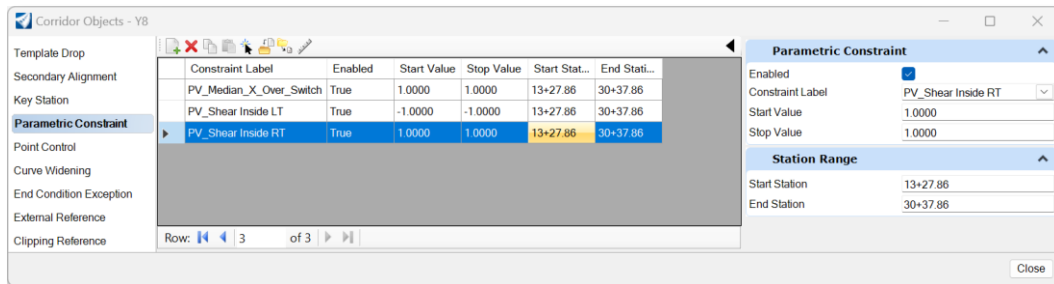 Corridor Objects - Y8
Template Drop
Secondary Alignment
Key Station
Parametric Constraint
Point Control
Curve Widening
End Condition Exception
External Reference
Clipping Reference
Constraint Label Enabled Start Value Stop Value Start Stat... End Stati...
PV_Median_X_Over_Switch True 1.0000 1.0000 13+27.86 30+37.86
PV_Shear Inside LT True -1.0000 -1.0000 13+27.86 30+37.86
PV_Shear Inside RT True 1.0000 1.0000 13+27.86 30+37.86
Row: 3 of 3
Parametric Constraint
Enabled
Constraint Label PV_Shear Inside RT
Start Value 1.0000
Stop Value 1.0000
Station Range
Start Station 13+27.86
End Station 30+37.86
Close